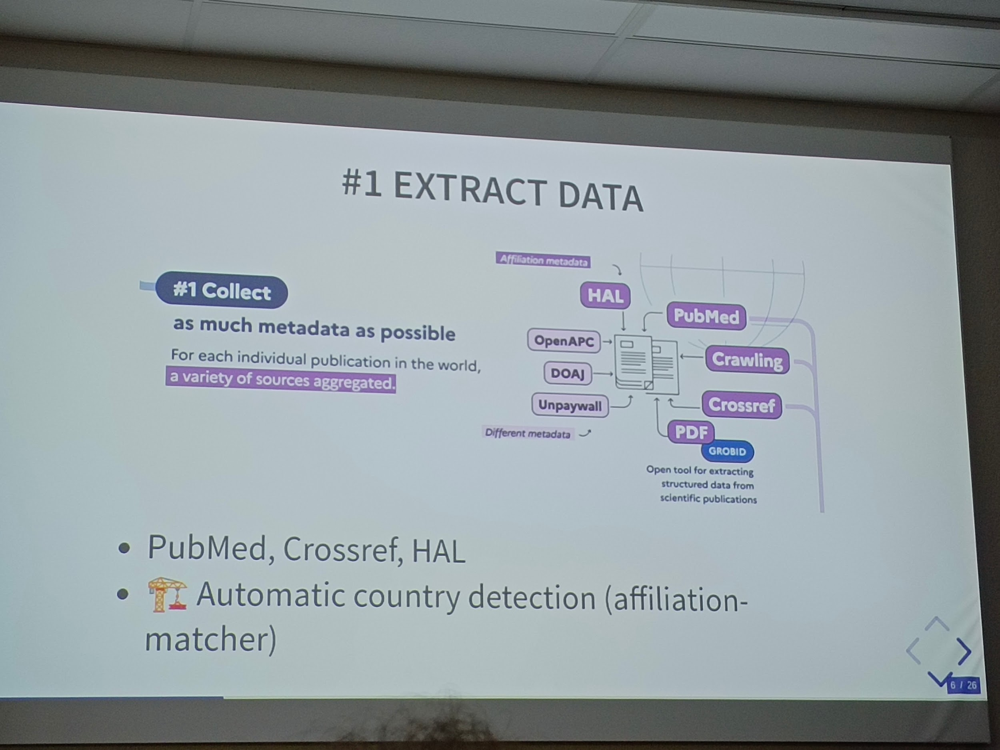 #1 EXTRACT DATA
#1 Collect
as much metadata as possible
For each individual publication in the world,
a variety of sources aggregated.
Affiliation metadata
HAL
PubMed
OpenAPC
Crawling
DOAJ
Unpaywall
Crossref
Different metadata
PDF
GROBID
Open tool for extracting
structured data from
scientific publications
• PubMed, Crossref, HAL
• 🏗️ Automatic country detection (affiliation-
matcher)
6 / 26